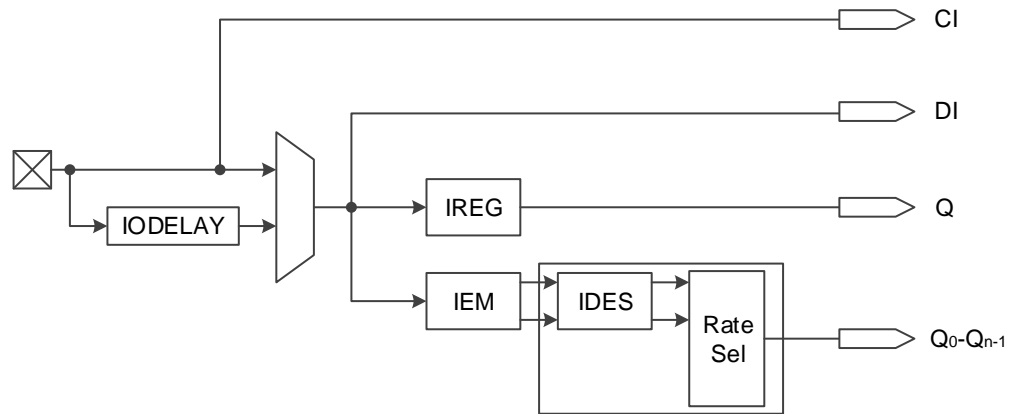 CI
DI
IODELAY
IREG
Q
IEM
IDES
Rate
Sel
Q0-Qn-1